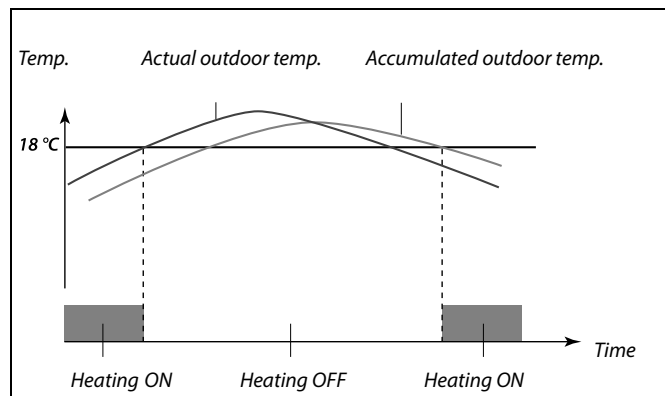 Temp. Actual outdoor temp. Accumulated outdoor temp.
18 °C
Time
Heating ON Heating OFF Heating ON